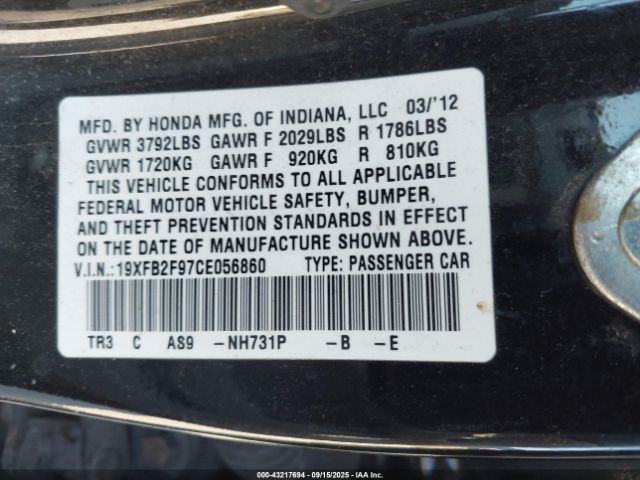 MFD. BY HONDA MFG. OF INDIANA, LLC 03/'12
GVWR 3792LBS GAWR F 2029LBS R 1786LBS
GVWR 1720KG GAWR F 920KG R 810KG
THIS VEHICLE CONFORMS TO ALL APPLICABLE
FEDERAL MOTOR VEHICLE SAFETY, BUMPER,
AND THEFT PREVENTION STANDARDS IN EFFECT
ON THE DATE OF MANUFACTURE SHOWN ABOVE.
V.I.N.:19XFB2F97CE056860 TYPE: PASSENGER CAR
TR3 C AS9 -NH731P -B -E
000-43217694 - 09/15/2025 - IAA Inc.